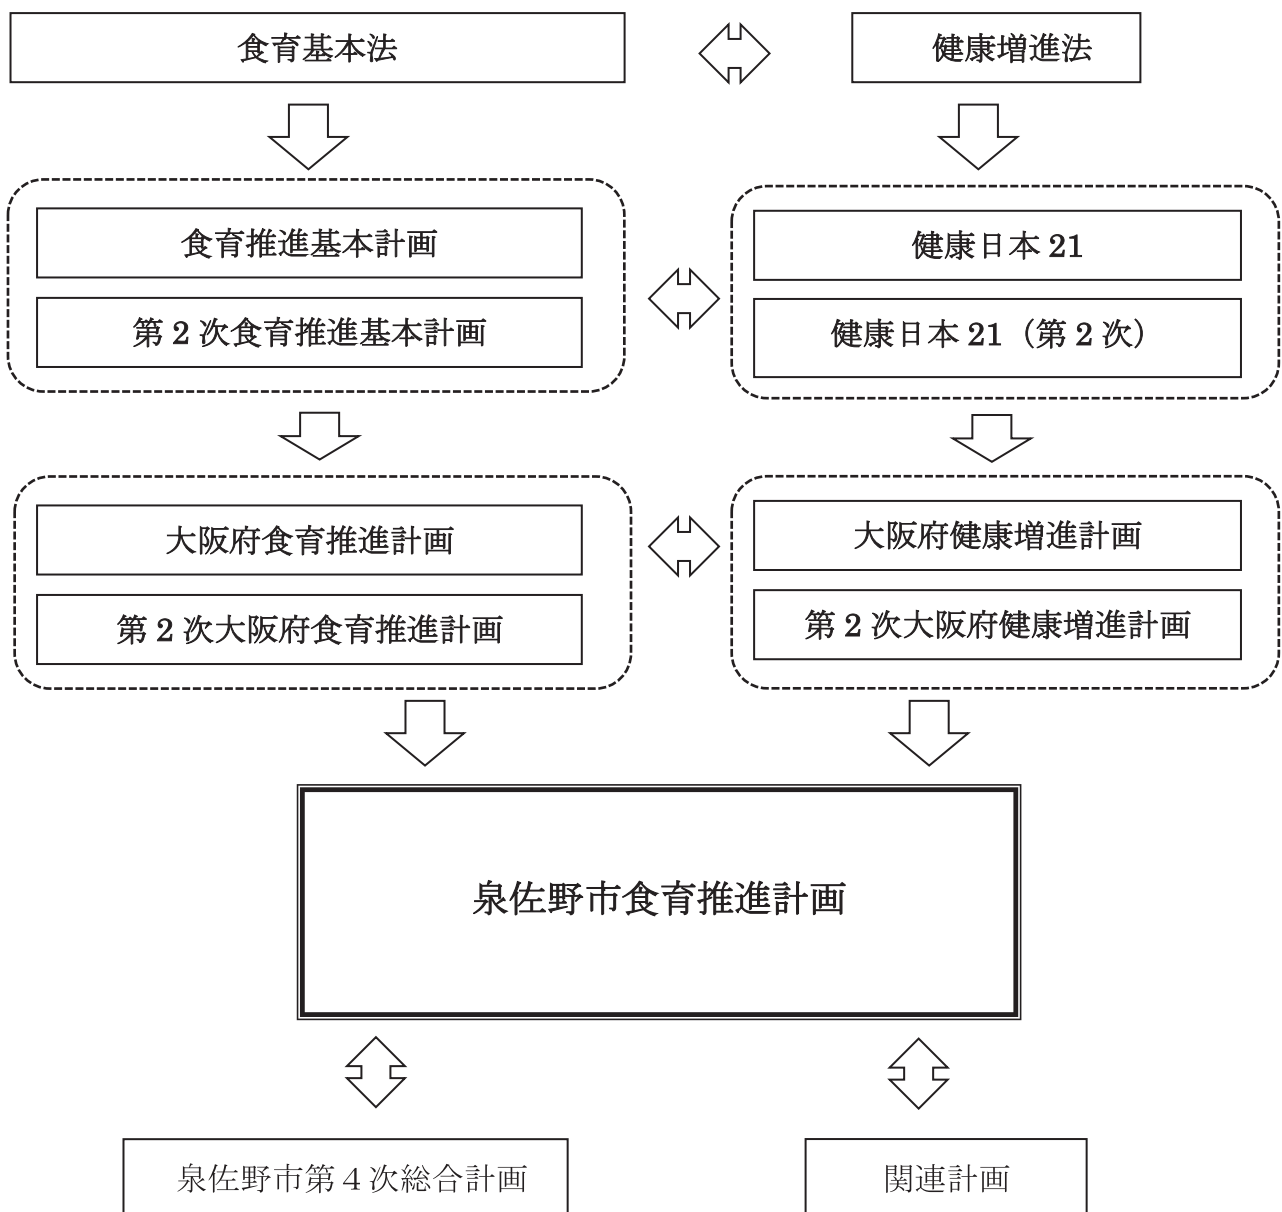 食育基本法
健康増進法
食育推進基本計画
第2次食育推進基本計画
健康日本21
健康日本21（第2次）
大阪府食育推進計画
第2次大阪府食育推進計画
大阪府健康増進計画
第2次大阪府健康増進計画
泉佐野市食育推進計画
泉佐野市第4次総合計画
関連計画